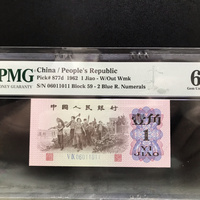 PMG
China / People's Republic
Pick# 877d 1962 1 Jiao - W/Out Wmk
S/N 00011011 Block 59 - 2 Blue R. Numerals
6
中国人民银行
壹角
1
YI JIAO